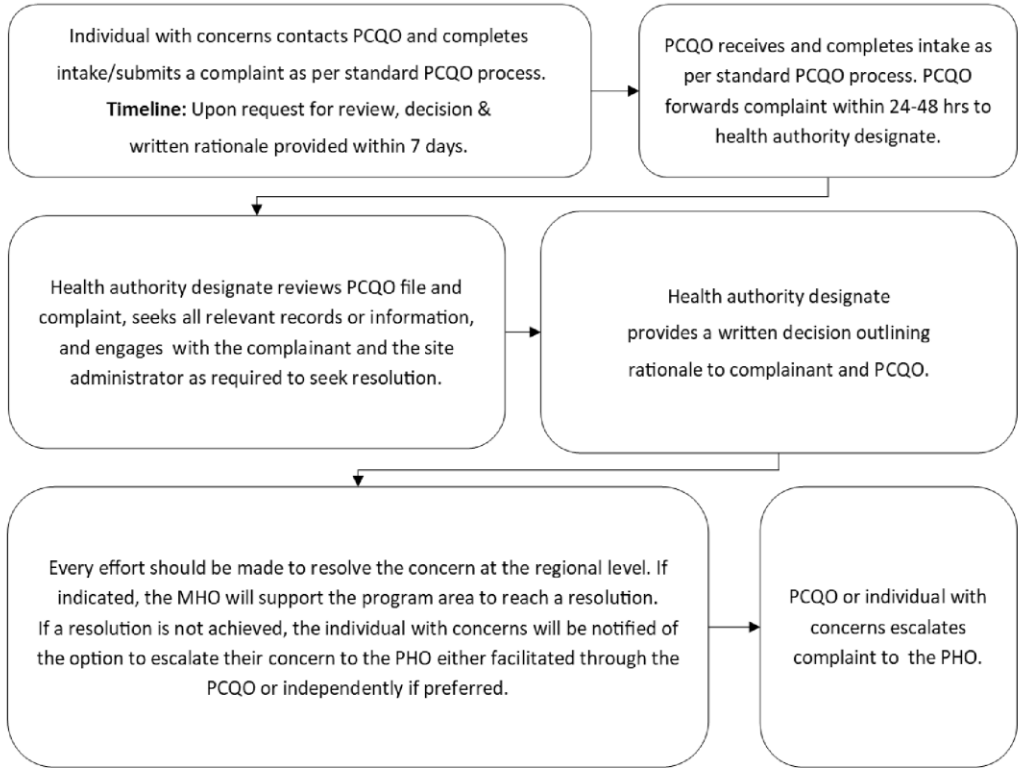 Individual with concerns contacts PCQO and completes
intake/submits a complaint as per standard PCQO process.
Timeline: Upon request for review, decision &
written rationale provided within 7 days.
PCQO receives and completes intake as
per standard PCQO process. PCQO
forwards complaint within 24-48 hrs to
health authority designate.
Health authority designate reviews PCQO file and
complaint, seeks all relevant records or information,
and engages with the complainant and the site
administrator as required to seek resolution.
Health authority designate
provides a written decision outlining
rationale to complainant and PCQO.
Every effort should be made to resolve the concern at the regional level. If
indicated, the MHO will support the program area to reach a resolution.
If a resolution is not achieved, the individual with concerns will be notified of
the option to escalate their concern to the PHO either facilitated through the
PCQO or independently if preferred.
PCQO or individual with
concerns escalates
complaint to the PHO.